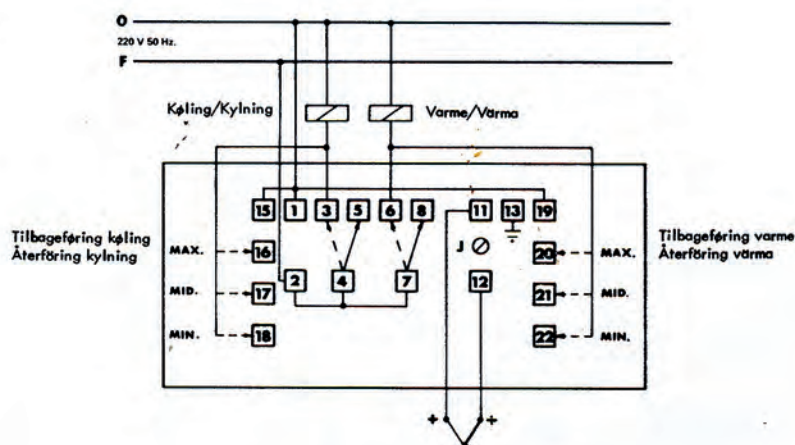 O
220 V 50 Hz.
F
Køling/Kylning
Varme/Värma
15 1 3 5 6 8 11 13 19
Tilbageføring køling
Återföring kylning
MAX.
16
J
20
MAX.
Tilbageføring varme
Återföring värma
2 4 7 12
MID.
17
21
MID.
MIN.
18
22
MIN.
+ +